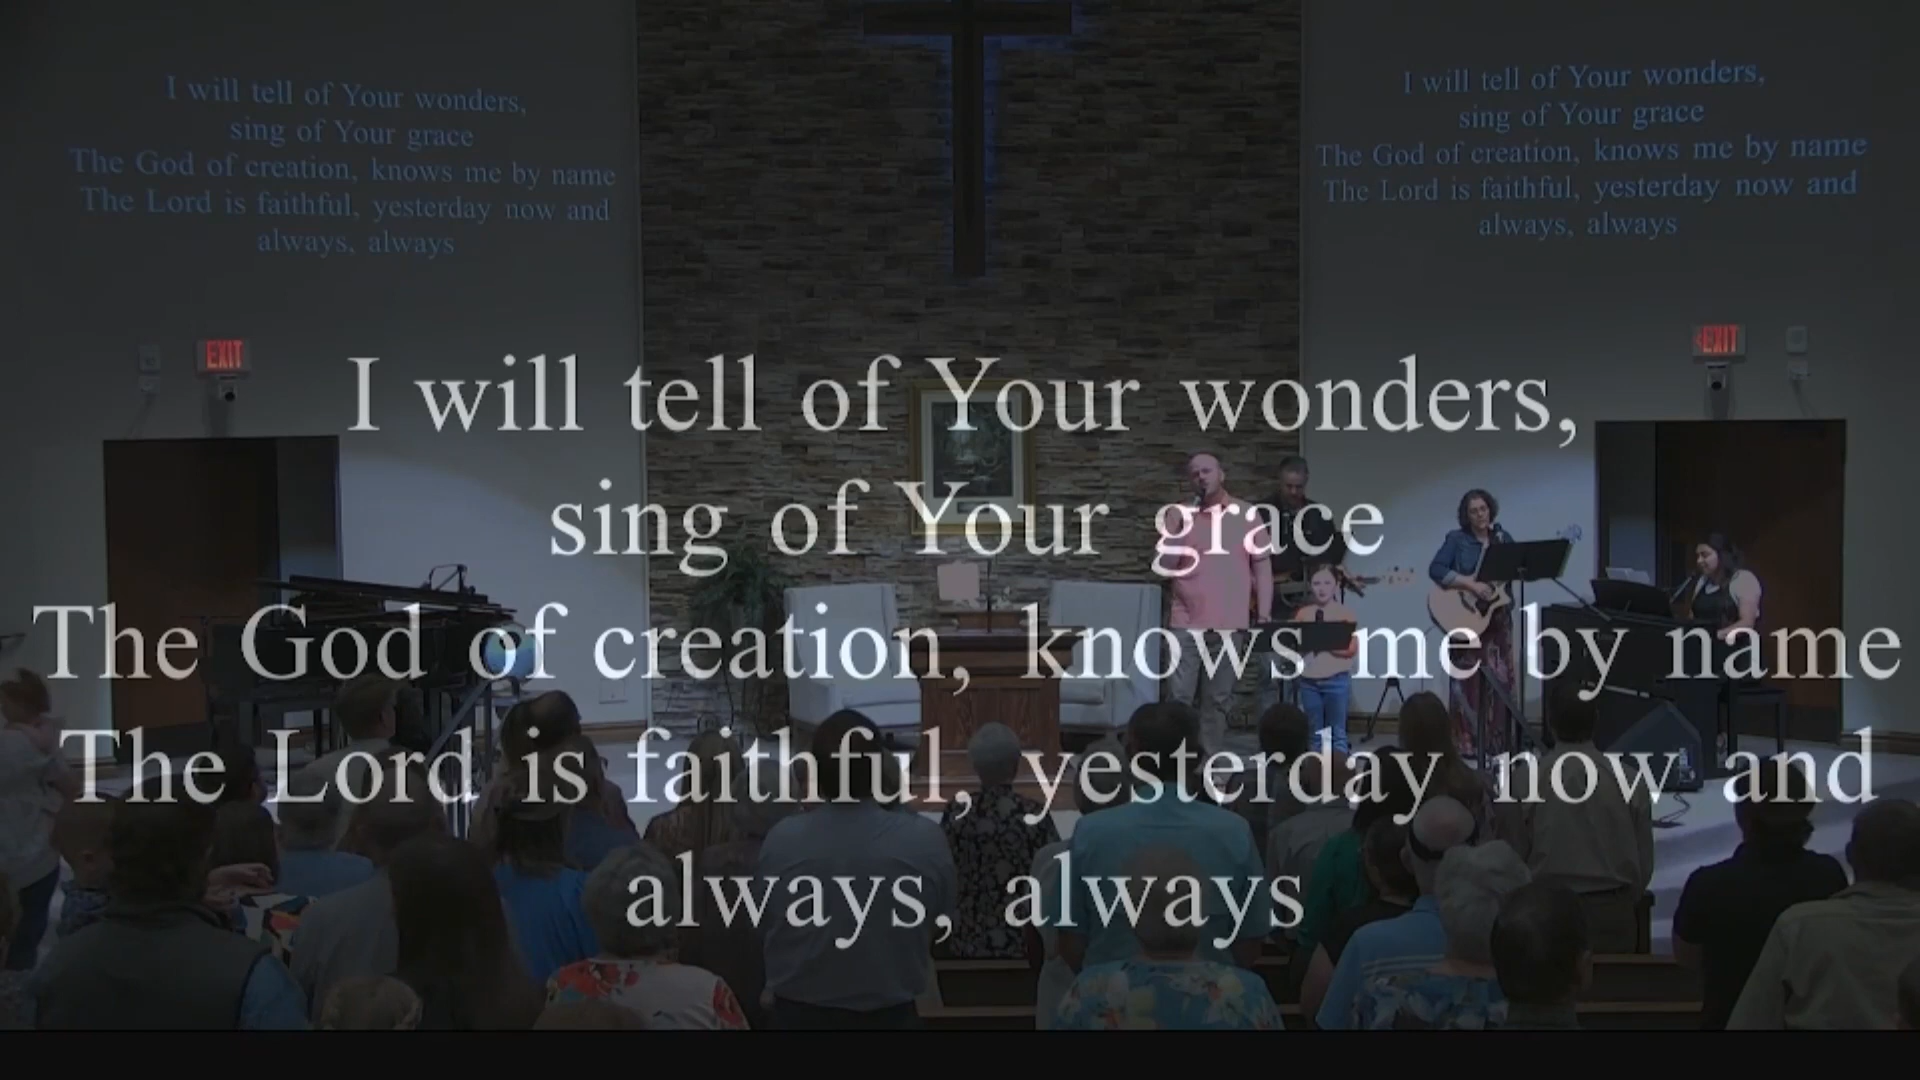 I will tell of Your wonders,
sing of Your grace
The God of creation, knows me by name
The Lord is faithful, yesterday now and
always, always
I will tell of Your wonders,
sing of Your grace
The God of creation, knows me by name
The Lord is faithful, yesterday now and
always, always
EXIT
EXIT
I will tell of Your wonders,
sing of Your grace
The God of creation, knows me by name
The Lord is faithful, yesterday now and
always, always